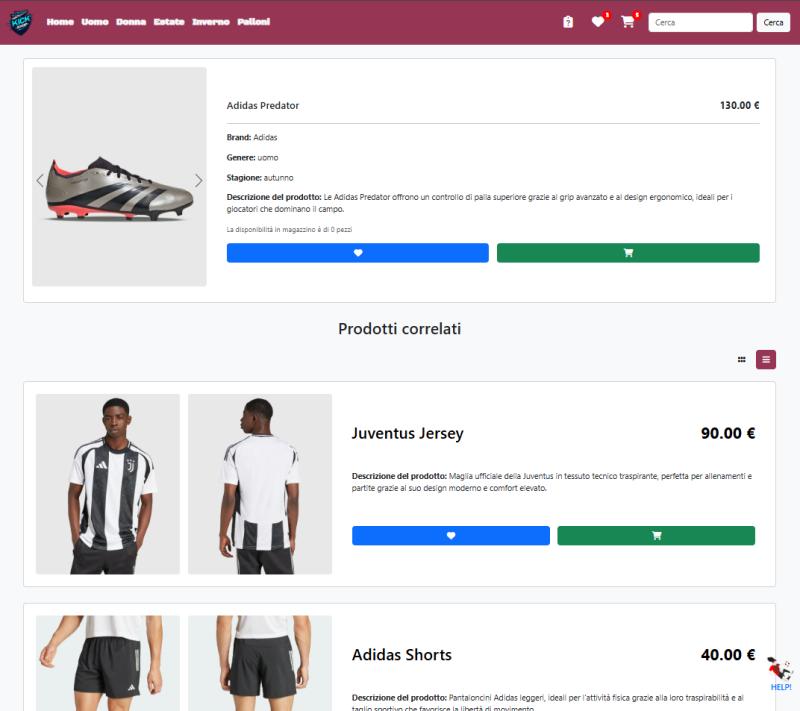 KICK
Home Uomo Donna Estate Inverno Palloni
Cerca
Cerca
Adidas Predator
130.00 €
Brand: Adidas
Genere: uomo
Stagione: autunno
Descrizione del prodotto: Le Adidas Predator offrono un controllo di palla superiore grazie al grip avanzato e al design ergonomico, ideali per i
giocatori che dominano il campo.
La disponibilità in magazzino è di 0 pezzi
Prodotti correlati
Juventus Jersey
90.00 €
Descrizione del prodotto: Maglia ufficiale della Juventus in tessuto tecnico traspirante, perfetta per allenamenti e
partite grazie al suo design moderno e comfort elevato.
Adidas Shorts
40.00 €
HELP!
Descrizione del prodotto: Pantaloncini Adidas leggeri, ideali per l'attività fisica grazie alla loro traspirabilità e al
taglio sportivo che favorisce la libertà di movimento.